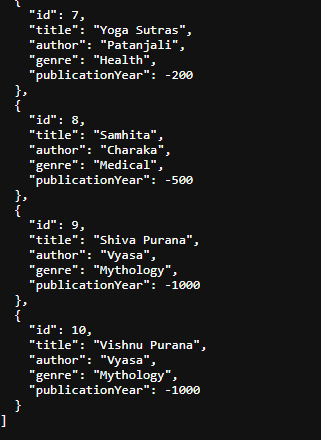 {
"id": 7,
"title": "Yoga Sutras",
"author": "Patanjali",
"genre": "Health",
"publicationYear": -200
},
{
"id": 8,
"title": "Samhita",
"author": "Charaka",
"genre": "Medical",
"publicationYear": -500
},
{
"id": 9,
"title": "Shiva Purana",
"author": "Vyasa",
"genre": "Mythology",
"publicationYear": -1000
},
{
"id": 10,
"title": "Vishnu Purana",
"author": "Vyasa",
"genre": "Mythology",
"publicationYear": -1000
}
]